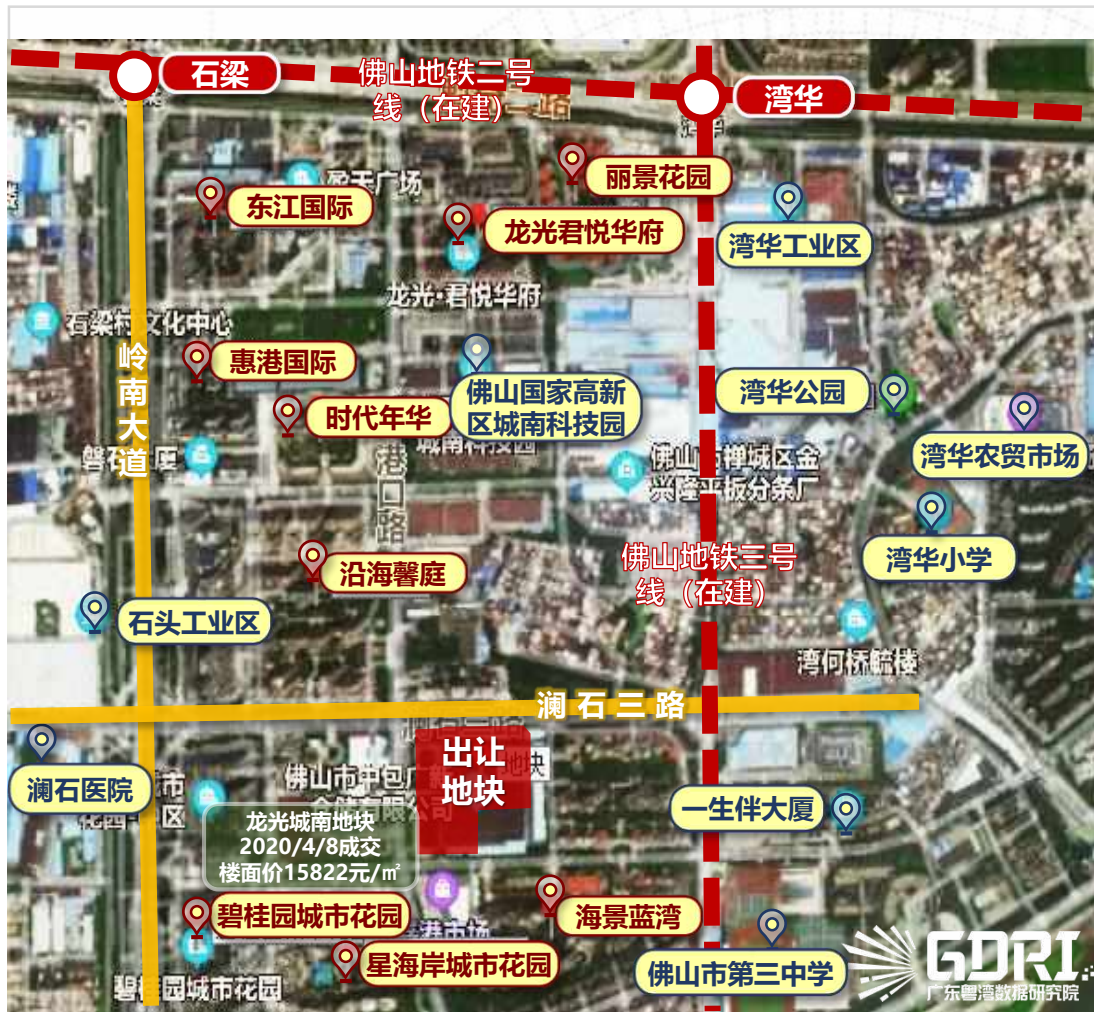 石梁
佛山地铁二号
线（在建）
二路
湾华
丽景花园
盈天广场
东江国际
龙光君悦华府
湾华工业区
龙光·君悦华府
石梁村文化中心
岭南大道
惠港国际
佛山国家高新
区城南科技园
湾华公园
时代年华
城南科技园
港口路
湾华农贸市场
佛山市禅城区金
兴隆平板分条厂
湾华小学
佛山地铁三号
线（在建）
沿海馨庭
石头工业区
湾何桥毓楼
澜石三路
出让
地块
地块
澜石医院
一生伴大厦
龙光城南地块
2020/4/8成交
楼面价15822元/㎡
碧桂园城市花园
海景蓝湾
星海岸城市花园
佛山市第三中学
碧桂园城市花园
GDRI
广东粤湾数据研究院